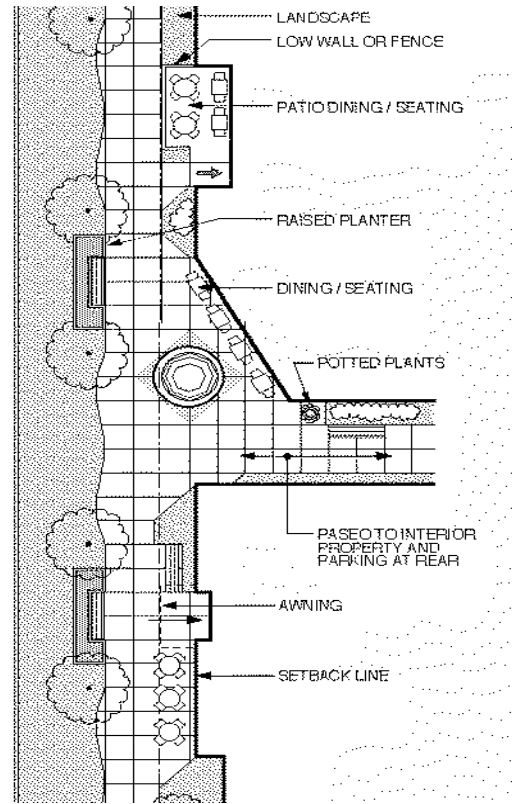 LANDSCAPE
LOW WALL OR FENCE
PATIO DINING / SEATING
RAISED PLANTER
DINING / SEATING
POTTED PLANTS
PASEO TO INTERIOR
PROPERTY AND
PARKING AT REAR
AWNING
SETBACK LINE